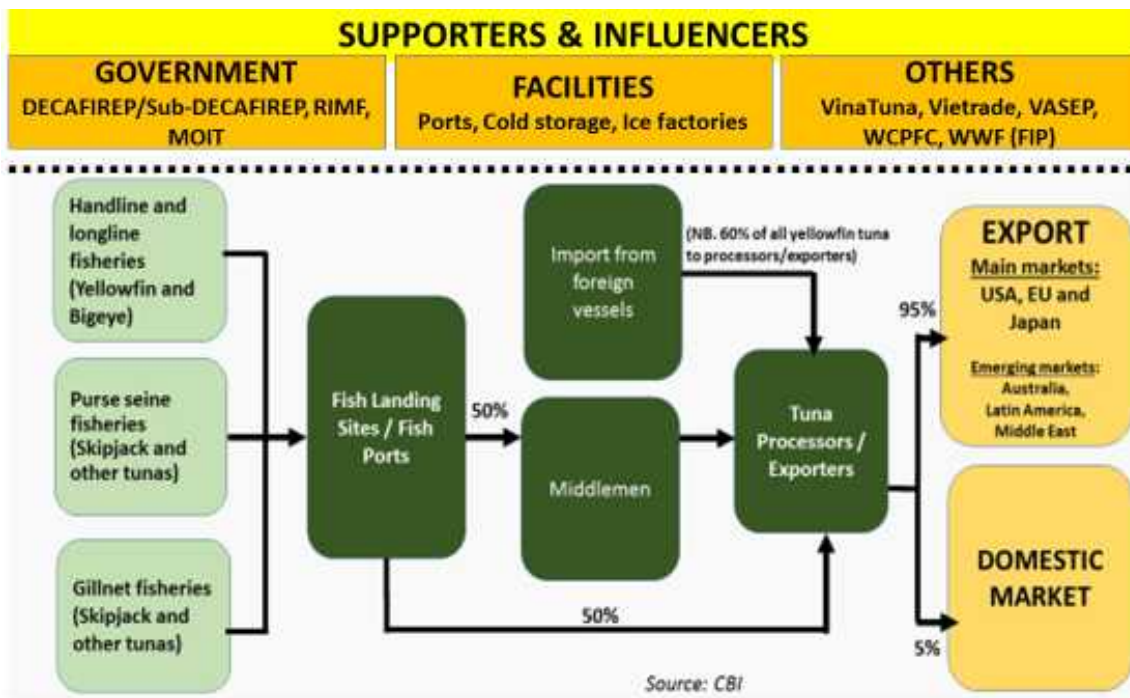 SUPPORTERS & INFLUENCERS
GOVERNMENT
DECAFIREP/Sub-DECAFIREP, RIMF,
MOIT
FACILITIES
Ports, Cold storage, Ice factories
OTHERS
VinaTuna, Vietrade, VASEP,
WCPFC, WWF (FIP)
Handline and
longline
fisheries
(Yellowfin and
Bigeye)
Purse seine
fisheries
(Skipjack and
other tunas)
Gillnet fisheries
(Skipjack and
other tunas)
Fish Landing
Sites / Fish
Ports
50%
50%
Import from
foreign
vessels
(NB. 60% of all yellowfin tuna
to processors/exporters)
Middlemen
Tuna
Processors /
Exporters
95%
5%
EXPORT
Main markets:
USA, EU and
Japan
Emerging markets:
Australia,
Latin America,
Middle East
DOMESTIC
MARKET
Source: CBI